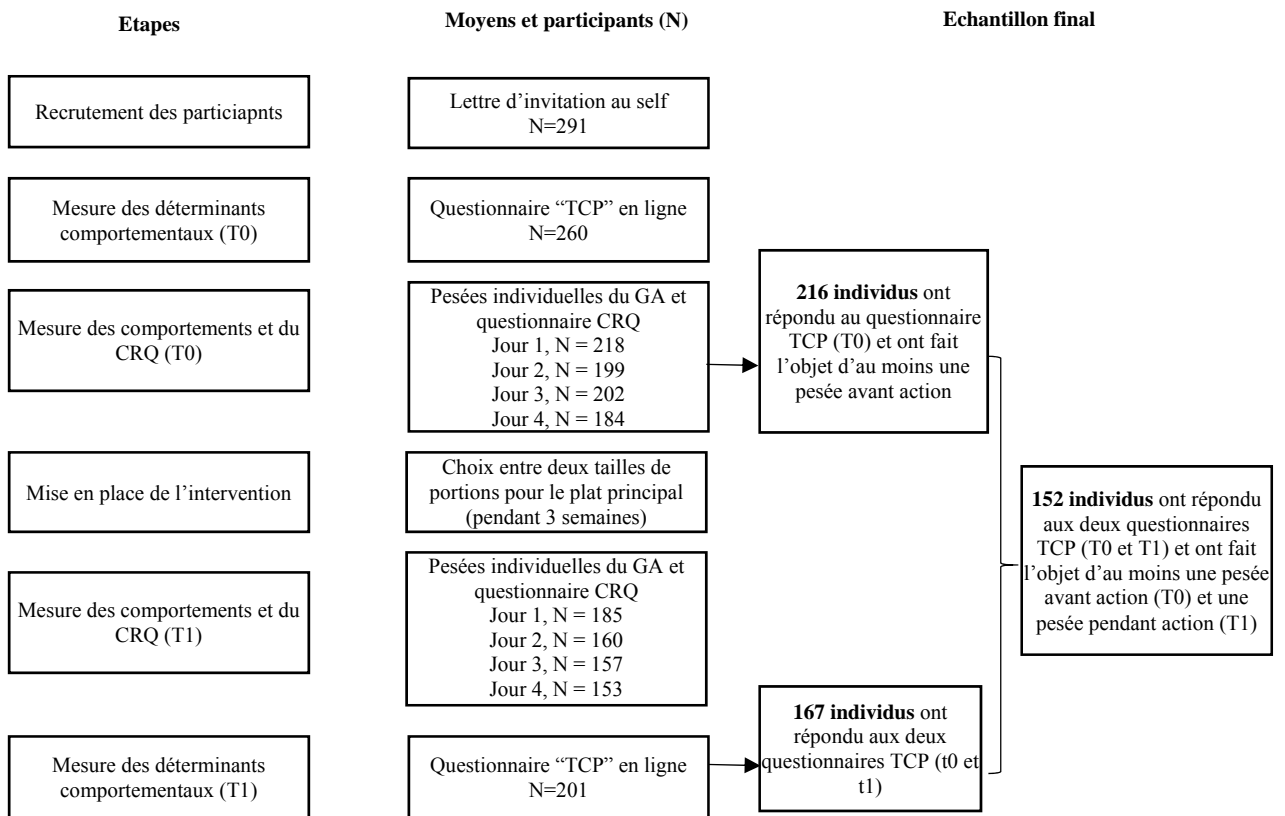 Etapes
Moyens et participants (N)
Echantillon final
Recrutement des particiapnts
Lettre d’invitation au self
N=291
Mesure des déterminants
comportementaux (T0)
Questionnaire “TCP” en ligne
N=260
Mesure des comportements et du
CRQ (T0)
Pesées individuelles du GA et
questionnaire CRQ
Jour 1, N = 218
Jour 2, N = 199
Jour 3, N = 202
Jour 4, N = 184
216 individus ont
répondu au questionnaire
TCP (T0) et ont fait
l’objet d’au moins une
pesée avant action
Mise en place de l’intervention
Choix entre deux tailles de
portions pour le plat principal
(pendant 3 semaines)
152 individus ont répondu
aux deux questionnaires
TCP (T0 et T1) et ont fait
l’objet d’au moins une pesée
avant action (T0) et une
pesée pendant action (T1)
Mesure des comportements et du
CRQ (T1)
Pesées individuelles du GA et
questionnaire CRQ
Jour 1, N = 185
Jour 2, N = 160
Jour 3, N = 157
Jour 4, N = 153
Mesure des déterminants
comportementaux (T1)
Questionnaire “TCP” en ligne
N=201
167 individus ont
répondu aux deux
questionnaires TCP (t0 et
t1)